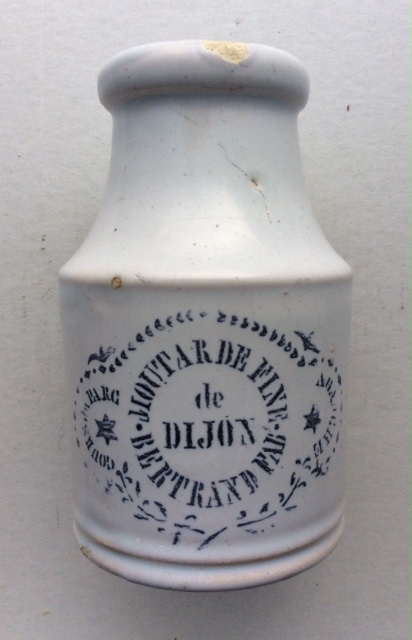 MOUTARDE FINE
de
DIJON
BERTRAND FAB